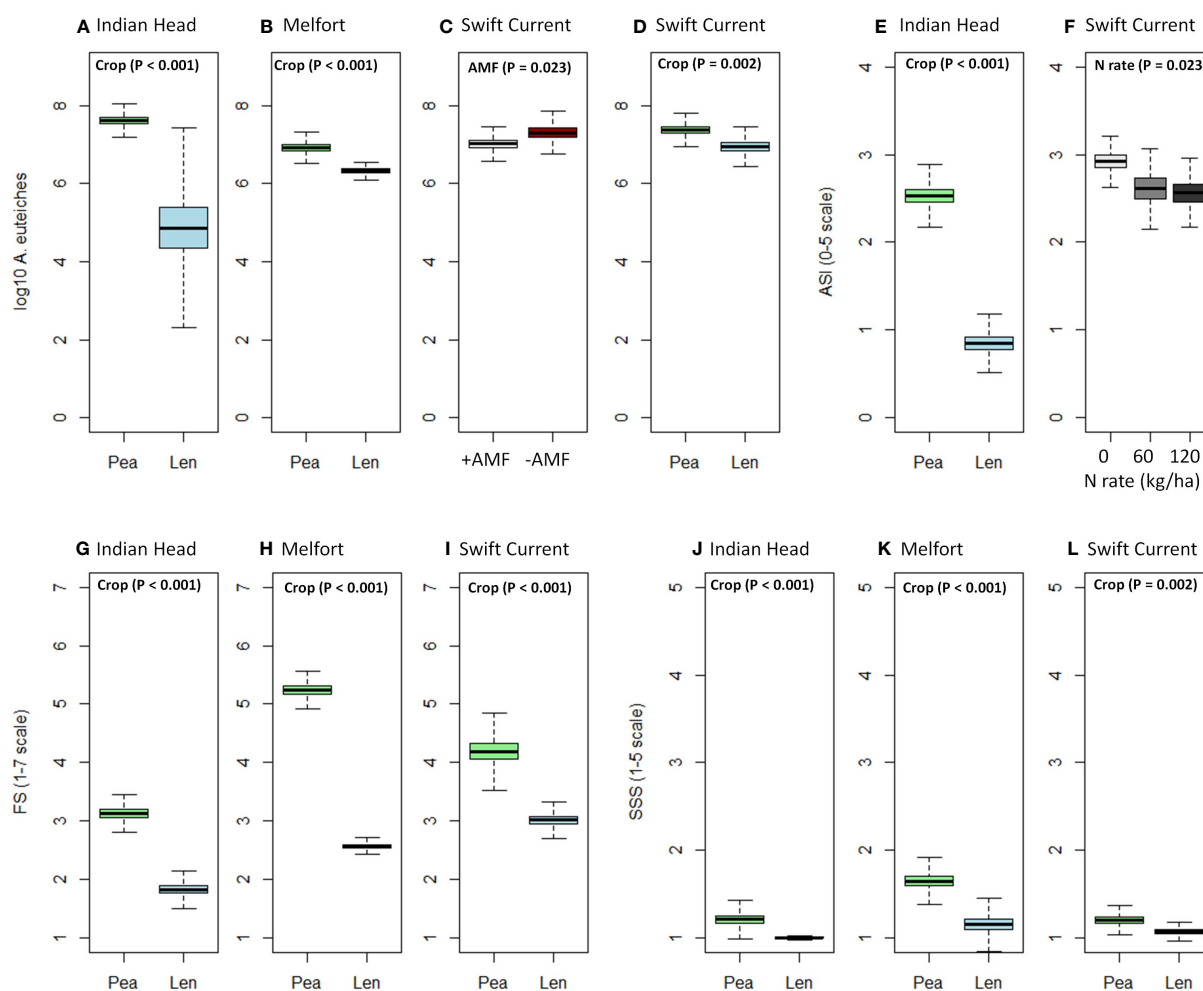 A Indian Head
B Melfort
C Swift Current
D Swift Current
E Indian Head
F Swift Current
Crop (P < 0.001)
Crop (P < 0.001)
AMF (P = 0.023)
Crop (P = 0.002)
Crop (P < 0.001)
N rate (P = 0.023
log10 A. euteiches
0 2 4 6 8
0 2 4 6 8
0 2 4 6 8
0 2 4 6 8
ASI (0-5 scale)
0 1 2 3 4
0 1 2 3 4
Pea Len
Pea Len
+AMF -AMF
Pea Len
Pea Len
0 60 120
N rate (kg/ha)
G Indian Head
H Melfort
I Swift Current
J Indian Head
K Melfort
L Swift Current
Crop (P < 0.001)
Crop (P < 0.001)
Crop (P < 0.001)
Crop (P < 0.001)
Crop (P < 0.001)
Crop (P = 0.002)
FS (1-7 scale)
1 2 3 4 5 6 7
1 2 3 4 5 6 7
1 2 3 4 5 6 7
SSS (1-5 scale)
1 2 3 4 5
1 2 3 4 5
1 2 3 4 5
Pea Len
Pea Len
Pea Len
Pea Len
Pea Len
Pea Len